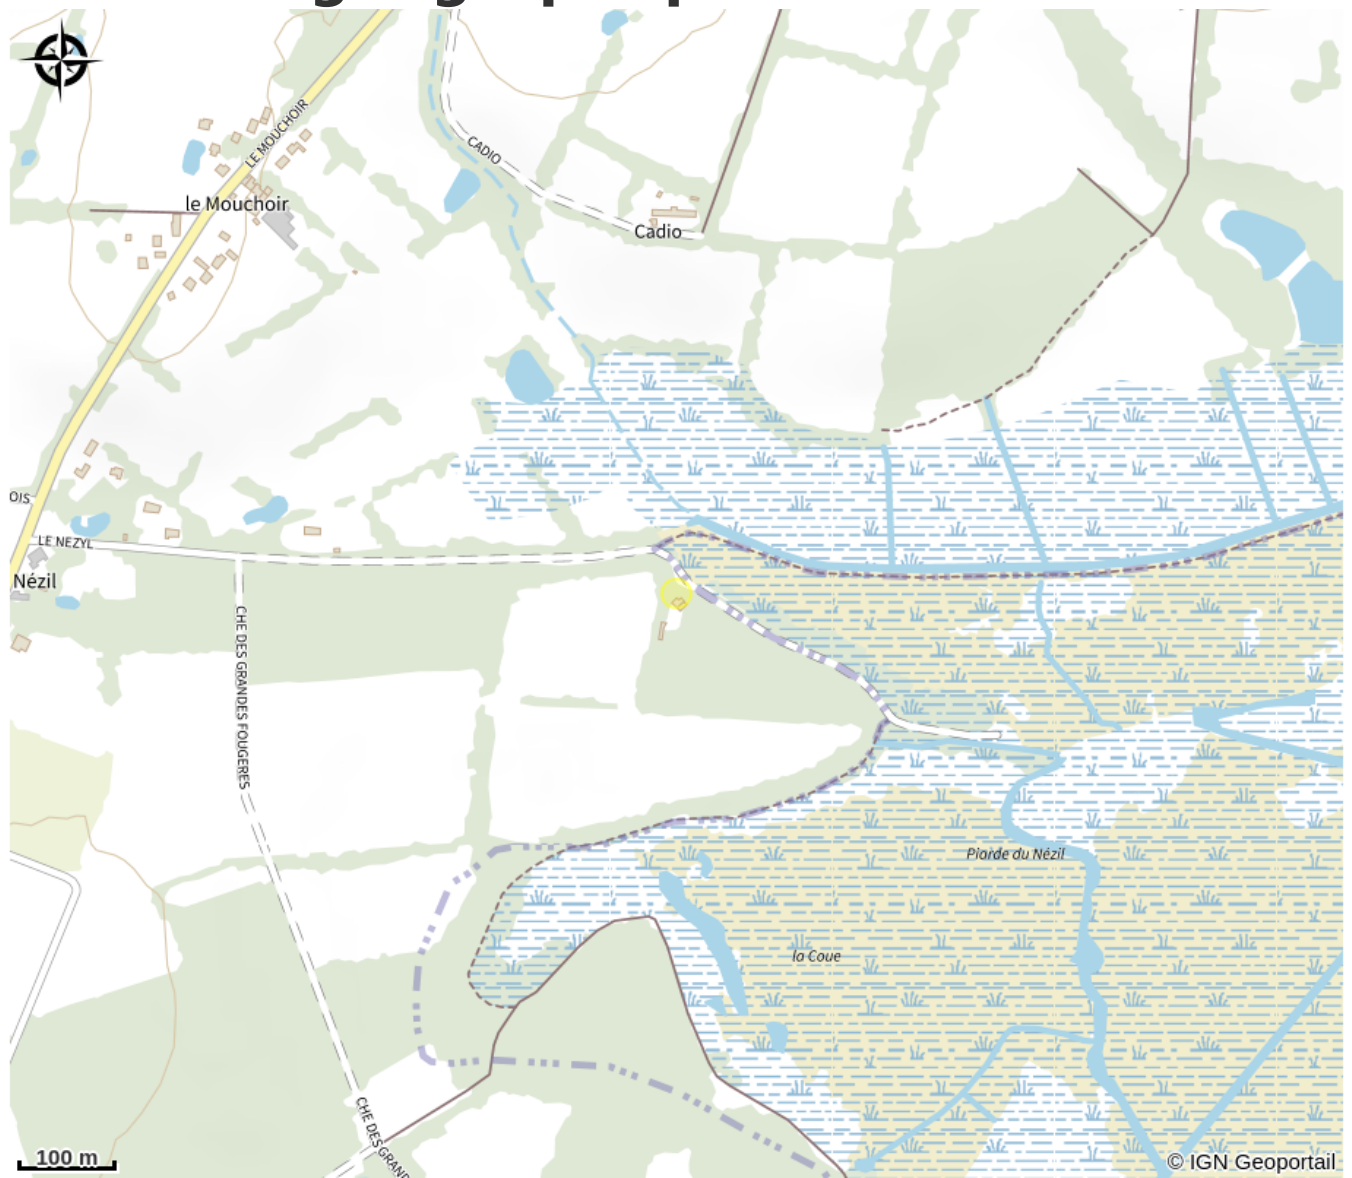 LE MOUCHOIR
CADIO
le Mouchoir
Cadio
OIS
LE NEZYL
Nézil
CHE DES GRANDES FOUGERES
Piarde du Nézil
la Coue
CHE DES GRAND
100 m
© IGN Geoportail